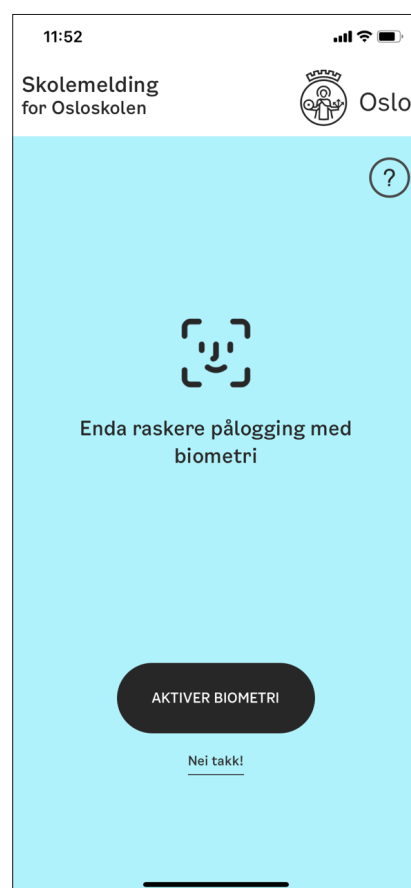 11:52
Skolemelding
for Osloskolen
Oslo
?
Enda raskere pålogging med
biometri
AKTIVER BIOMETRI
Nei takk!